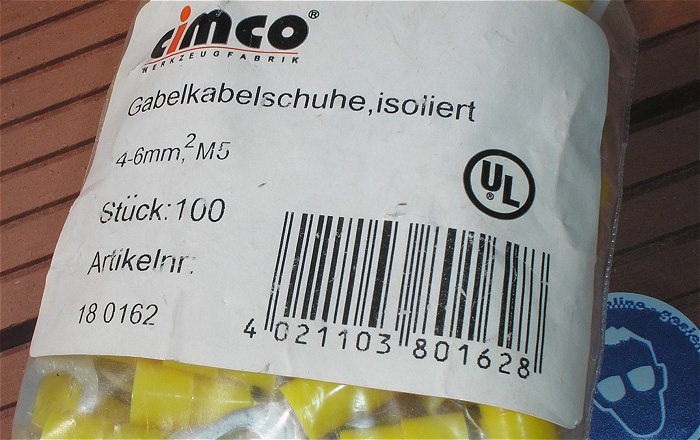 cimco®
WERKZEUGFABRIK
Gabelkabelschuhe,isoliert
4-6mm,² M5
UL®
Stück: 100
Artikelnr.
18 0162
4 021103 801628